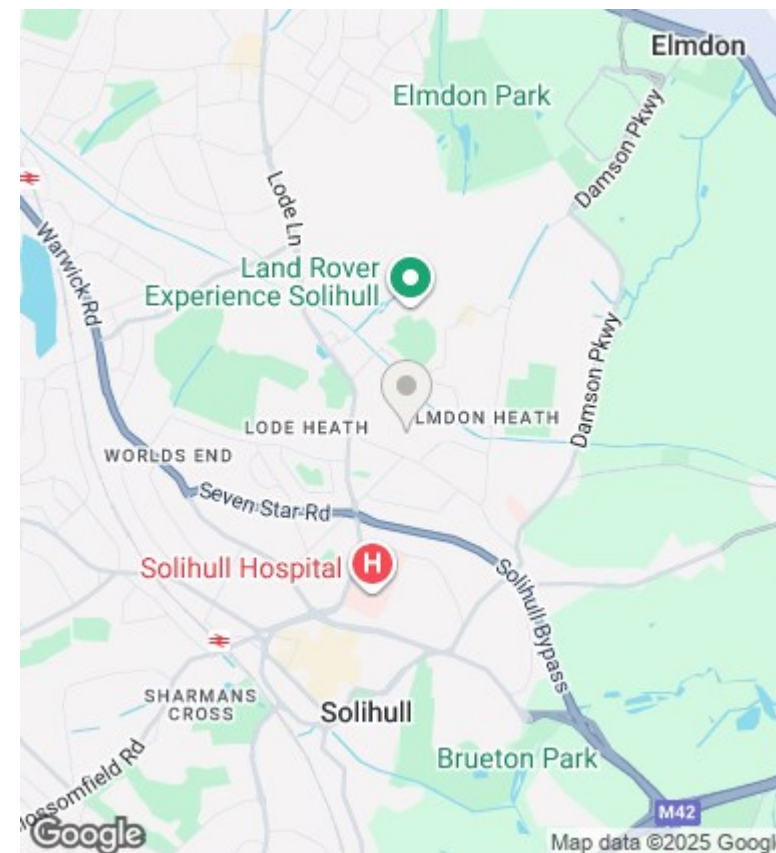 Elmdon
Elmdon Park
Damson Pkwy
Lode Ln
Warwick Rd
Land Rover
Experience Solihull
Damson Pkwy
LMDON HEATH
LODE HEATH
WORLDS END
Seven Star Rd
Solihull Hospital
H
Solihull Bypass
SHARMANS
CROSS
Solihull
Brueton Park
lossomfield Rd
M42
Google
Map data ©2025 Googl